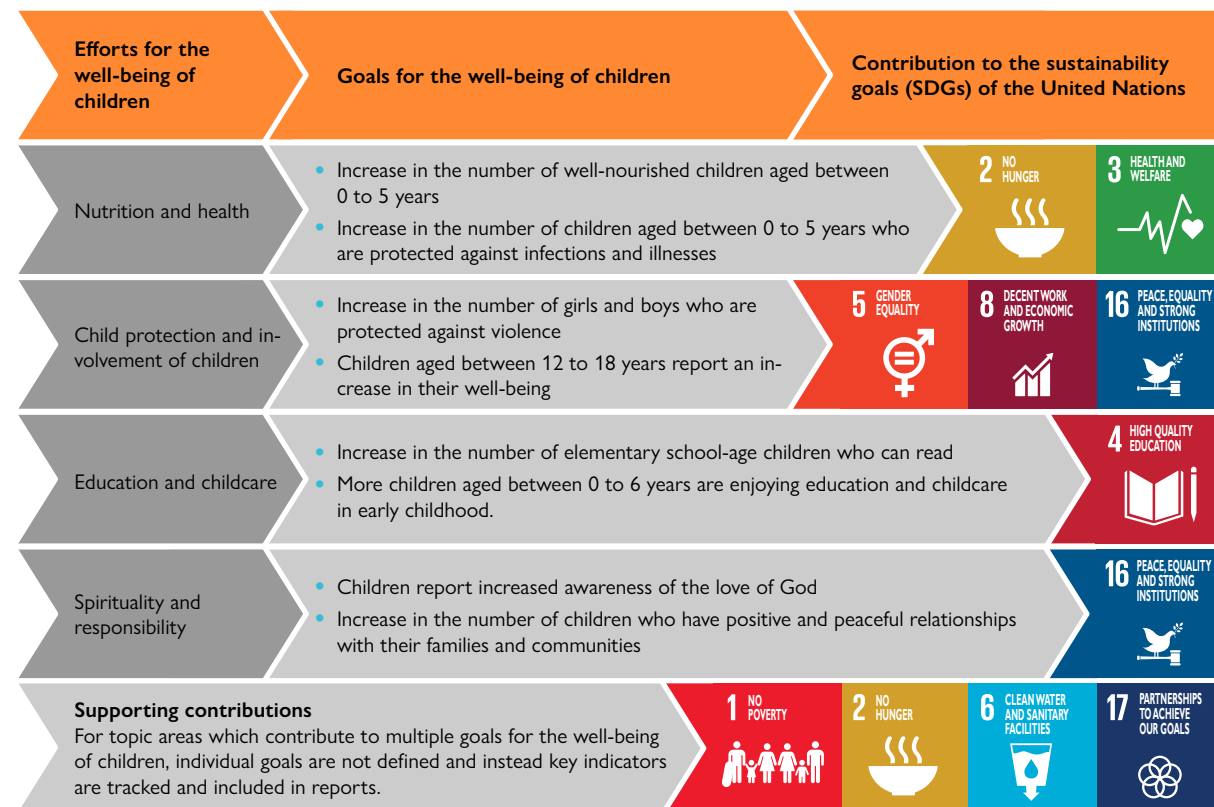 Efforts for the
well-being of
children
Goals for the well-being of children
Contribution to the sustainability
goals (SDGs) of the United Nations
Nutrition and health
• Increase in the number of well-nourished children aged between
0 to 5 years
• Increase in the number of children aged between 0 to 5 years who
are protected against infections and illnesses
2 NO
HUNGER
3 HEALTH AND
WELFARE
Child protection and in-
volvement of children
• Increase in the number of girls and boys who are
protected against violence
• Children aged between 12 to 18 years report an in-
crease in their well-being
5 GENDER
EQUALITY
8 DECENT WORK
AND ECONOMIC
GROWTH
16 PEACE, EQUALITY
AND STRONG
INSTITUTIONS
Education and childcare
• Increase in the number of elementary school-age children who can read
• More children aged between 0 to 6 years are enjoying education and childcare
in early childhood.
4 HIGH QUALITY
EDUCATION
Spirituality and
responsibility
• Children report increased awareness of the love of God
• Increase in the number of children who have positive and peaceful relationships
with their families and communities
16 PEACE, EQUALITY
AND STRONG
INSTITUTIONS
Supporting contributions
For topic areas which contribute to multiple goals for the well-being
of children, individual goals are not defined and instead key indicators
are tracked and included in reports.
1 NO
POVERTY
2 NO
HUNGER
6 CLEAN WATER
AND SANITARY
FACILITIES
17 PARTNERSHIPS
TO ACHIEVE
OUR GOALS